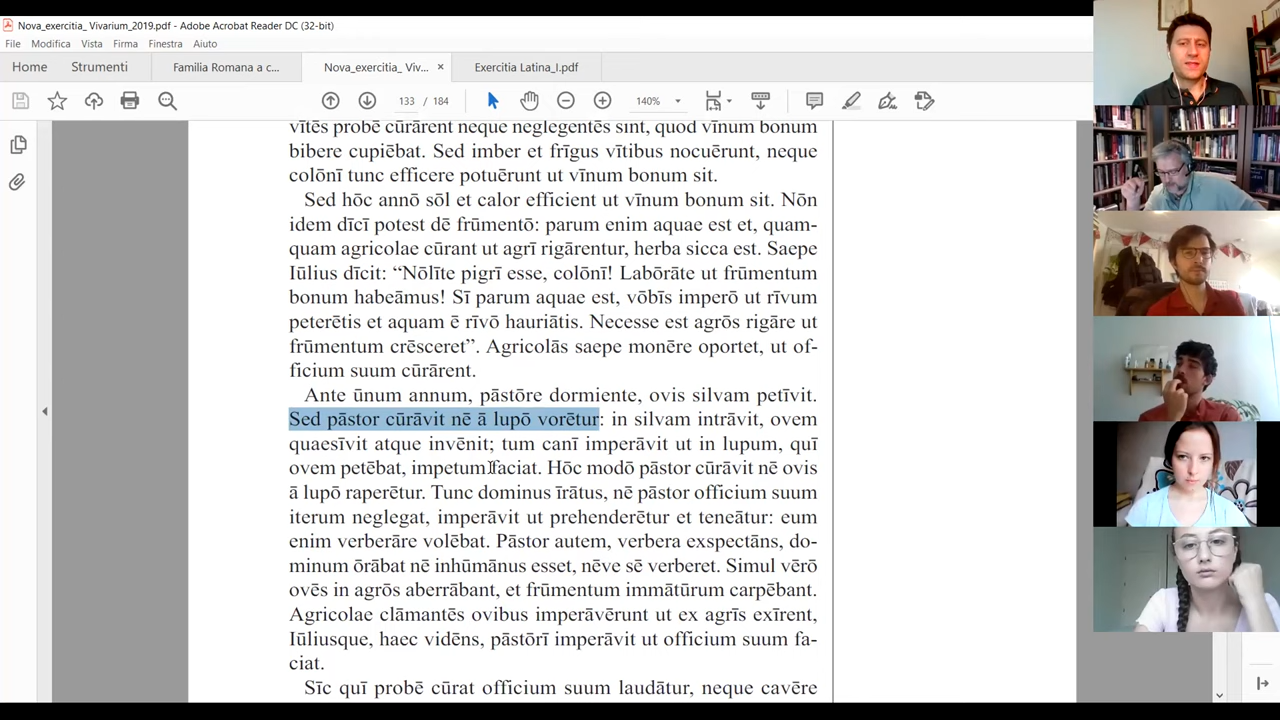 Nova_exercitia_ Vivarium_2019.pdf - Adobe Acrobat Reader DC (32-bit)
File Modifica Vista Firma Finestra Aiuto
Home Strumenti Familia Romana a c... Nova_exercitia_ Viv... Exercitia Latina_I.pdf
133 / 184 140%
vītēs probē cūrārent neque neglegentēs sint, quod vīnum bonum
bibere cupiēbat. Sed imber et frīgus vītibus nocuērunt, neque
colōnī tunc efficere potuērunt ut vīnum bonum sit.
Sed hōc annō sōl et calor efficient ut vīnum bonum sit. Nōn
idem dīcī potest dē frūmentō: parum enim aquae est et, quam-
quam agricolae cūrant ut agrī rigārentur, herba sicca est. Saepe
Iūlius dīcit: “Nōlīte pigrī esse, colōnī! Labōrāte ut frūmentum
bonum habeāmus! Sī parum aquae est, vōbīs imperō ut rīvum
peterētis et aquam ē rīvō hauriātis. Necesse est agrōs rigāre ut
frūmentum crēsceret”. Agricolās saepe monēre oportet, ut of-
ficium suum cūrārent.
Ante ūnum annum, pāstōre dormiente, ovis silvam petīvit.
Sed pāstor cūrāvit nē ā lupō vorētur: in silvam intrāvit, ovem
quaesīvit atque invēnit; tum canī imperāvit ut in lupum, quī
ovem petēbat, impetum faciat. Hōc modō pāstor cūrāvit nē ovis
ā lupō raperētur. Tunc dominus īrātus, nē pāstor officium suum
iterum neglegat, imperāvit ut prehenderētur et teneātur: eum
enim verberāre volēbat. Pāstor autem, verbera exspectāns, do-
minum ōrābat nē inhūmānus esset, nēve sē verberet. Simul vērō
ovēs in agrōs aberrābant, et frūmentum immātūrum carpēbant.
Agricolae clāmantēs ovibus imperāvērunt ut ex agrīs exīrent,
Iūliusque, haec vidēns, pāstōrī imperāvit ut officium suum fa-
ciat.
Sīc quī probē cūrat officium suum laudātur, neque cavēre